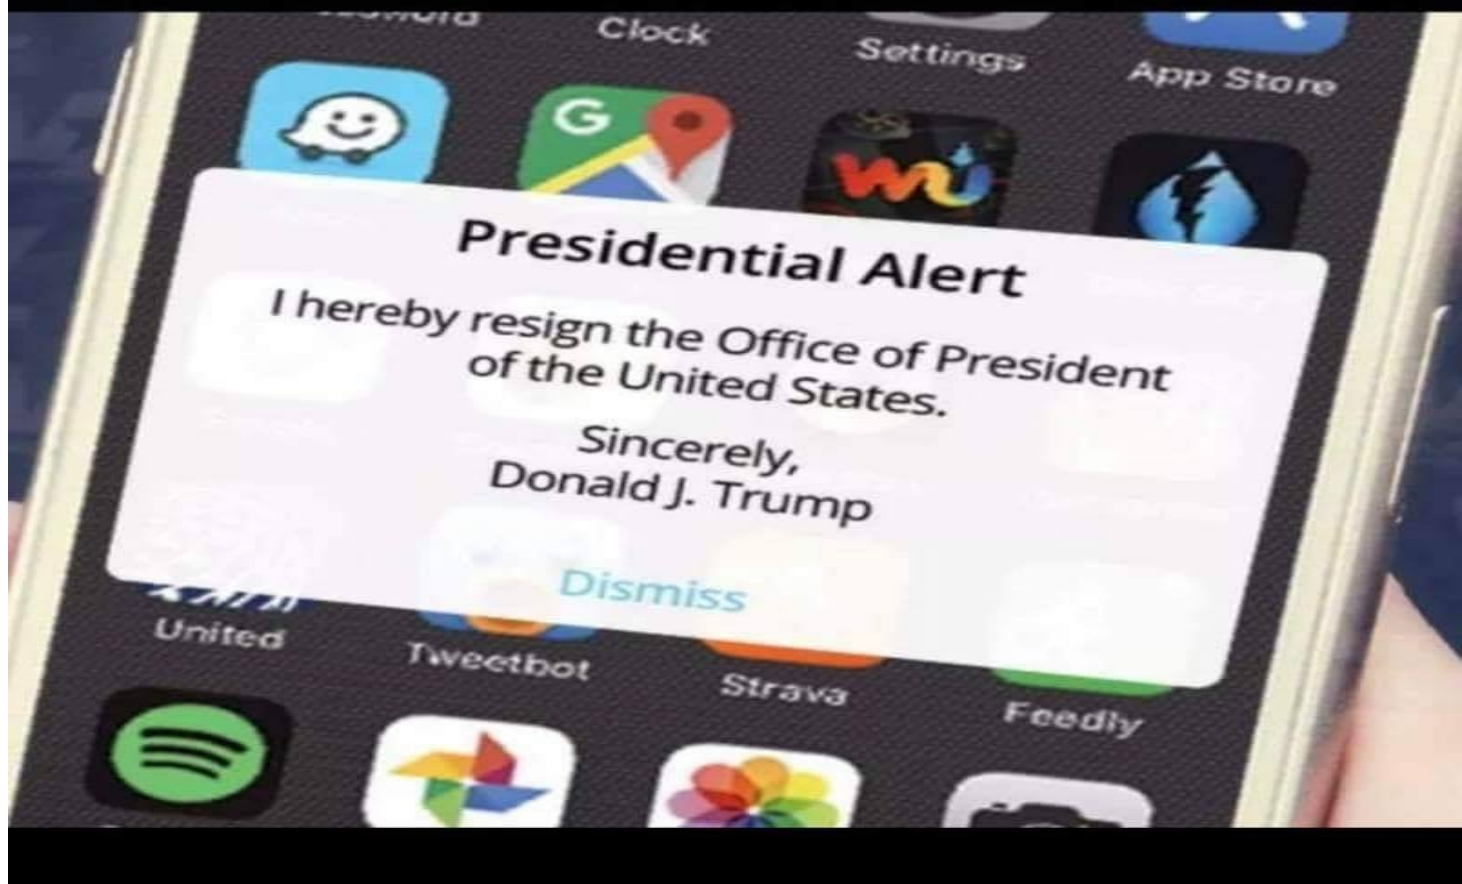 Clock
Settings
App Store
G
wu
Presidential Alert
I hereby resign the Office of President
of the United States.
Sincerely,
Donald J. Trump
Dismiss
United
Tweetbot
Strava
Feedly